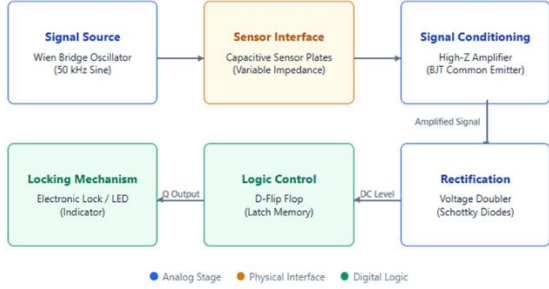 Signal Source
Wien Bridge Oscillator
(50 kHz Sine)
Sensor Interface
Capacitive Sensor Plates
(Variable Impedance)
Signal Conditioning
High-Z Amplifier
(BJT Common Emitter)
Amplified Signal
Rectification
Voltage Doubler
(Schottky Diodes)
DC Level
Logic Control
D-Flip Flop
(Latch Memory)
Q Output
Locking Mechanism
Electronic Lock / LED
(Indicator)
Analog Stage
Physical Interface
Digital Logic